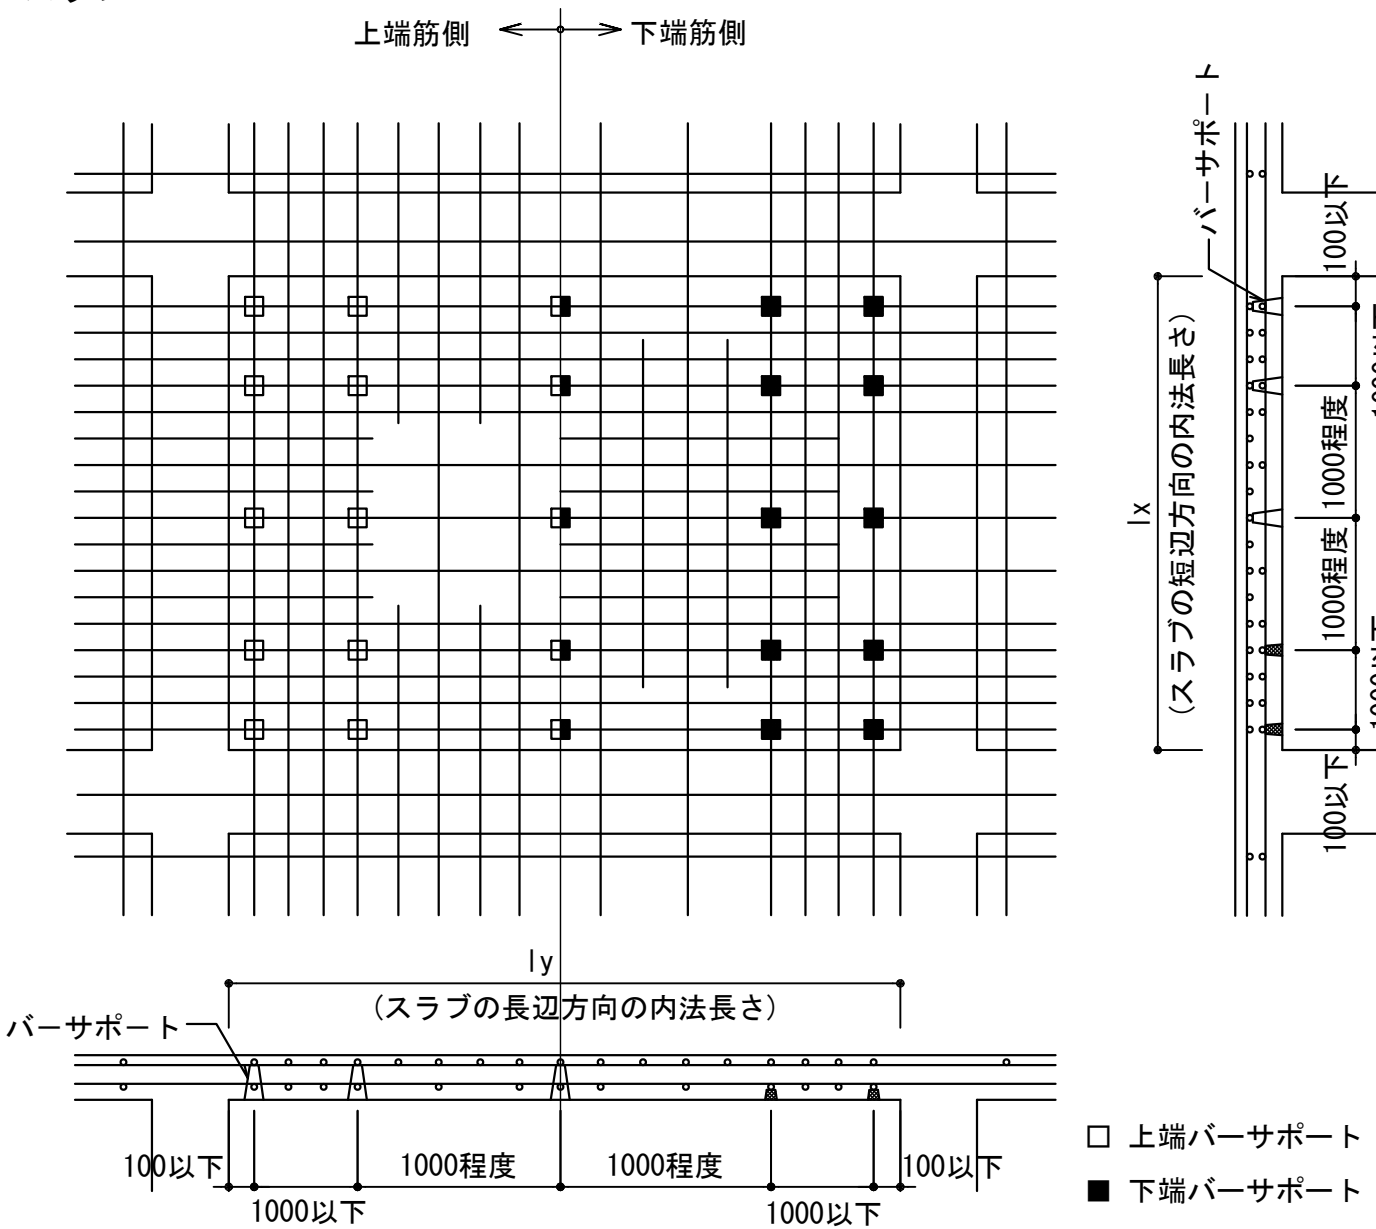 上端筋側
下端筋側
バーサポート
100以下
1000程度
1000程度
100以下
lx
(スラブの短辺方向の内法長さ)
ly
(スラブの長辺方向の内法長さ)
バーサポート
100以下
1000以下
1000程度
1000程度
1000以下
100以下
□ 上端バーサポート
■ 下端バーサポート